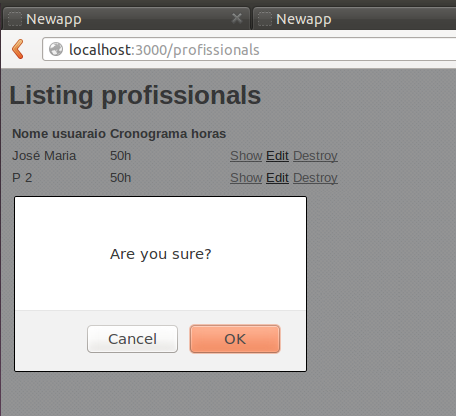 Newapp Newapp
localhost:3000/profissionals
Listing profissionals
Nome usuaraio Cronograma horas
José Maria 50h Show Edit Destroy
P 2 50h Show Edit Destroy
Are you sure?
Cancel OK